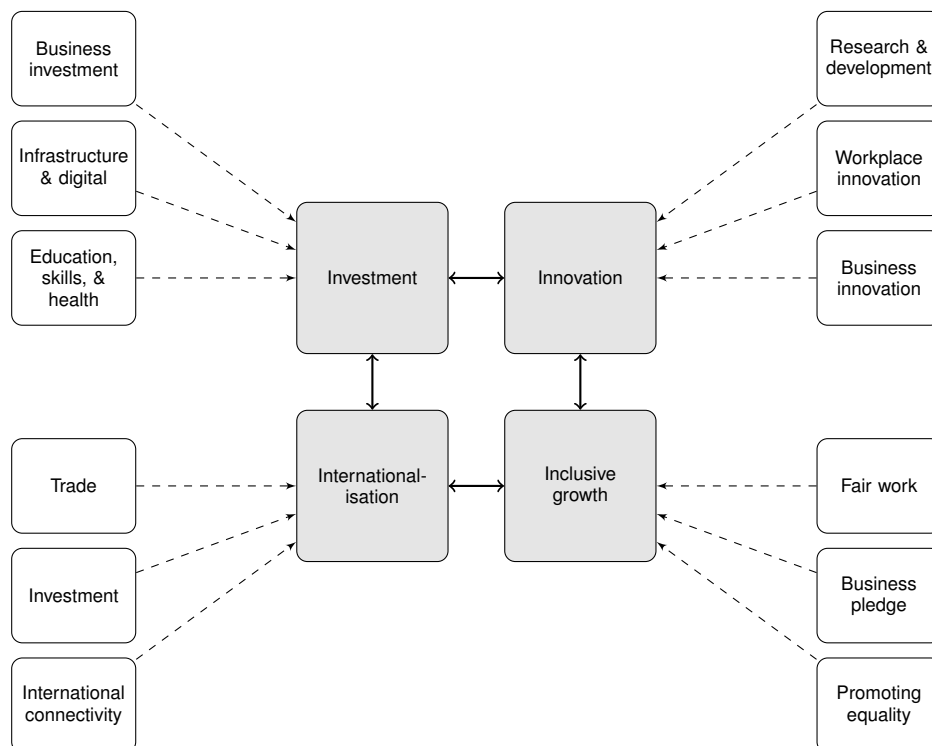 Business
investment
Research &
development
Infrastructure
& digital
Workplace
innovation
Education,
skills, &
health
Investment
Innovation
Business
innovation
Trade
International-
isation
Inclusive
growth
Fair work
Investment
Business
pledge
International
connectivity
Promoting
equality